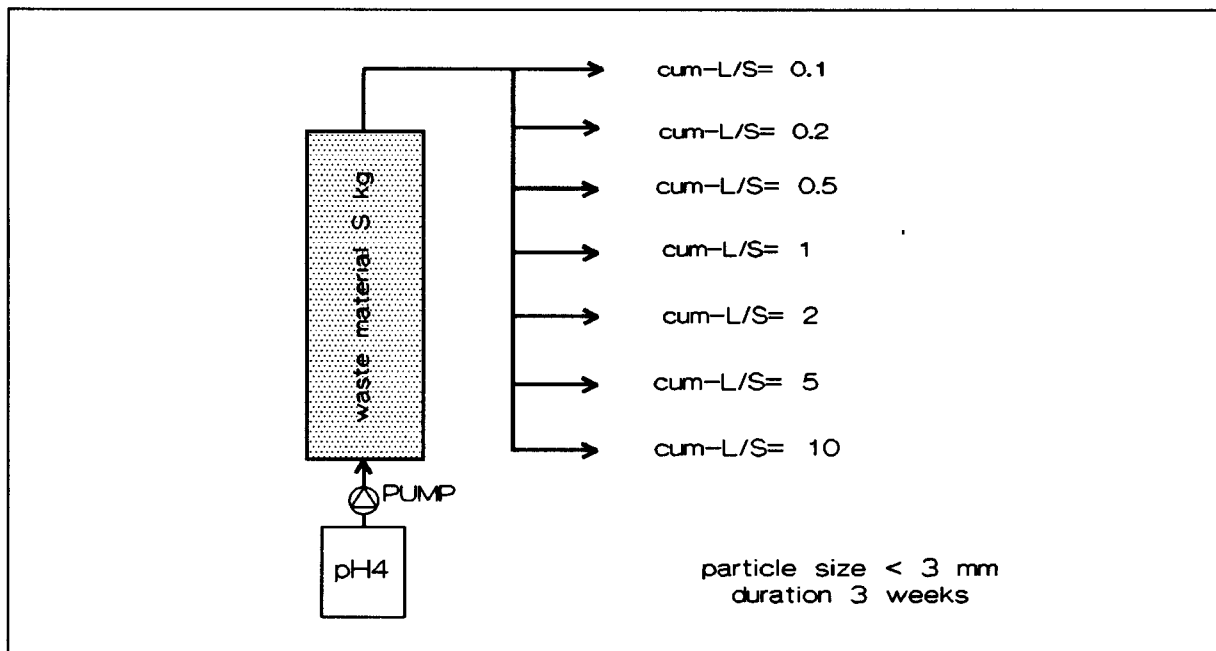 cum-L/S= 0.1
cum-L/S= 0.2
cum-L/S= 0.5
cum-L/S= 1
cum-L/S= 2
cum-L/S= 5
cum-L/S= 10
waste material S kg
PUMP
pH4
particle size < 3 mm
duration 3 weeks